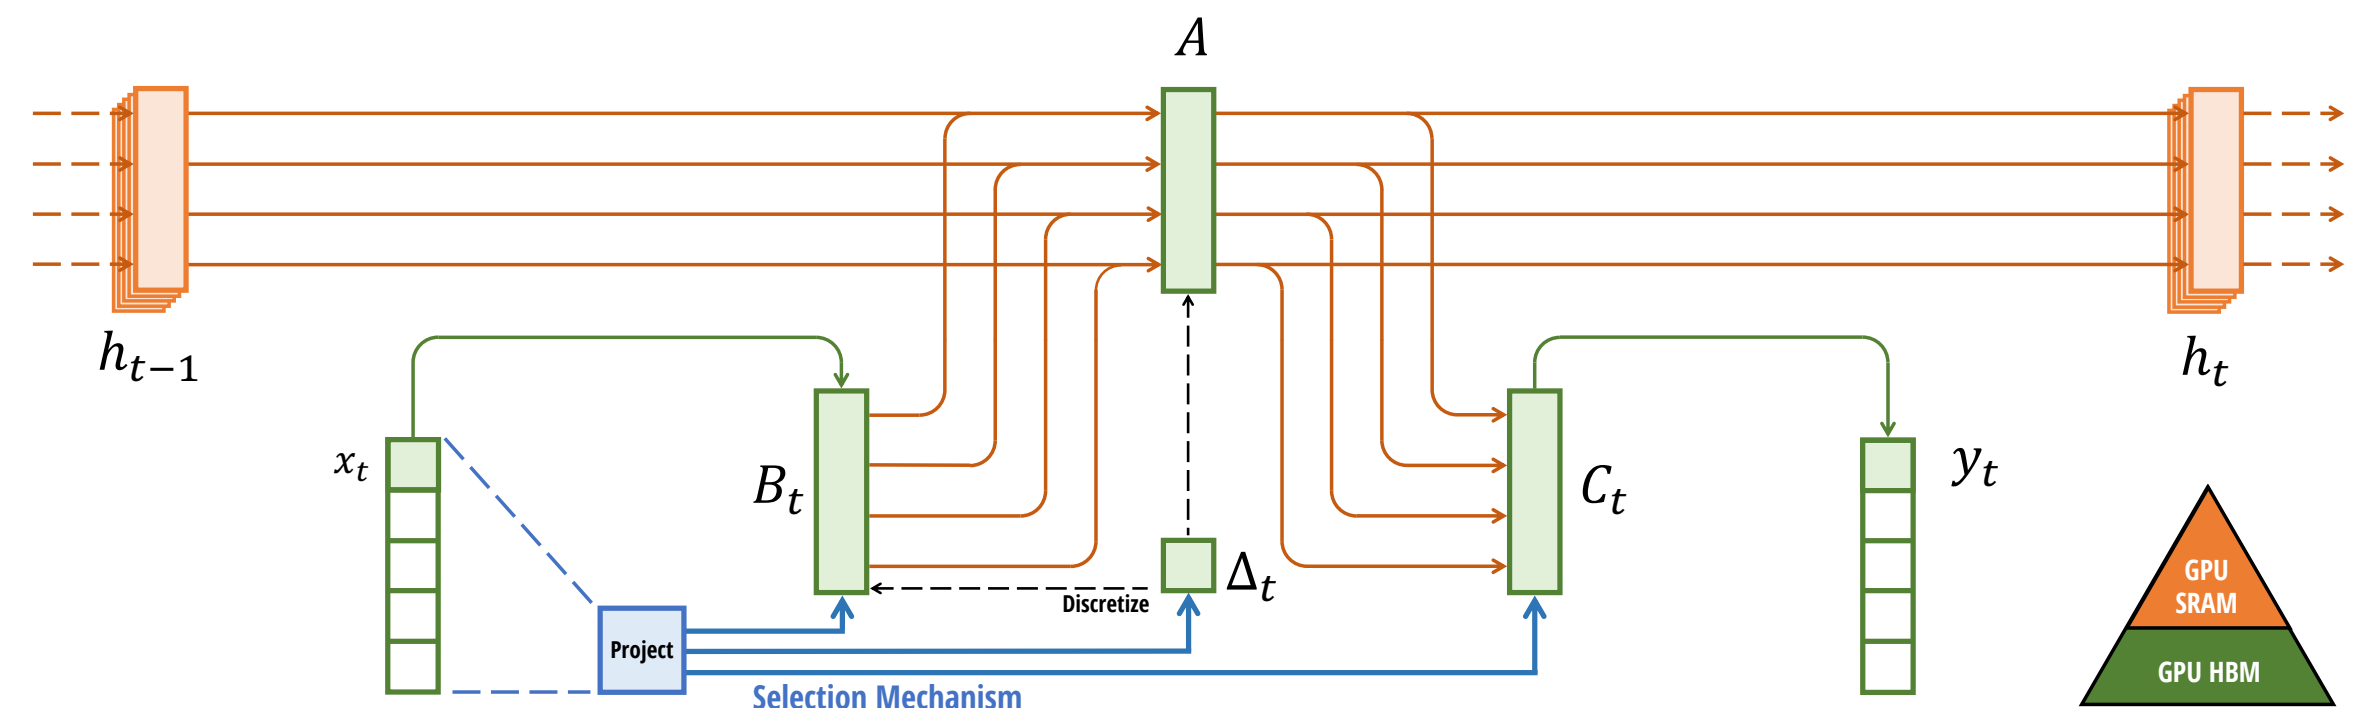 A
h_{t-1}
h_t
x_t
B_t
C_t
y_t
Δ_t
Discretize
Project
Selection Mechanism
GPU
SRAM
GPU HBM